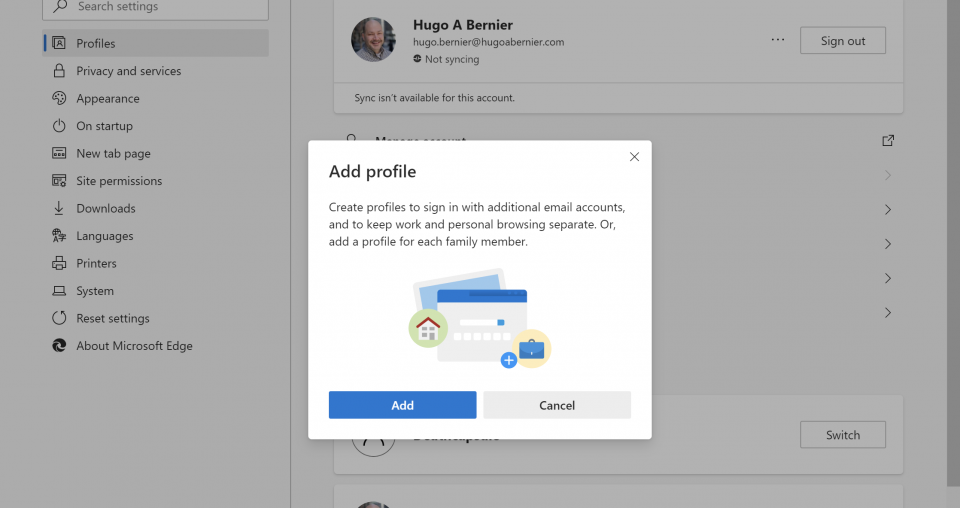 Search settings
Profiles
Privacy and services
Appearance
On startup
New tab page
Site permissions
Downloads
Languages
Printers
System
Reset settings
About Microsoft Edge
Hugo A Bernier
hugo.bernier@hugoabernier.com
Not syncing
Sign out
Sync isn't available for this account.
Manage account
Add profile
Create profiles to sign in with additional email accounts,
and to keep work and personal browsing separate. Or,
add a profile for each family member.
Add
Cancel
Switch